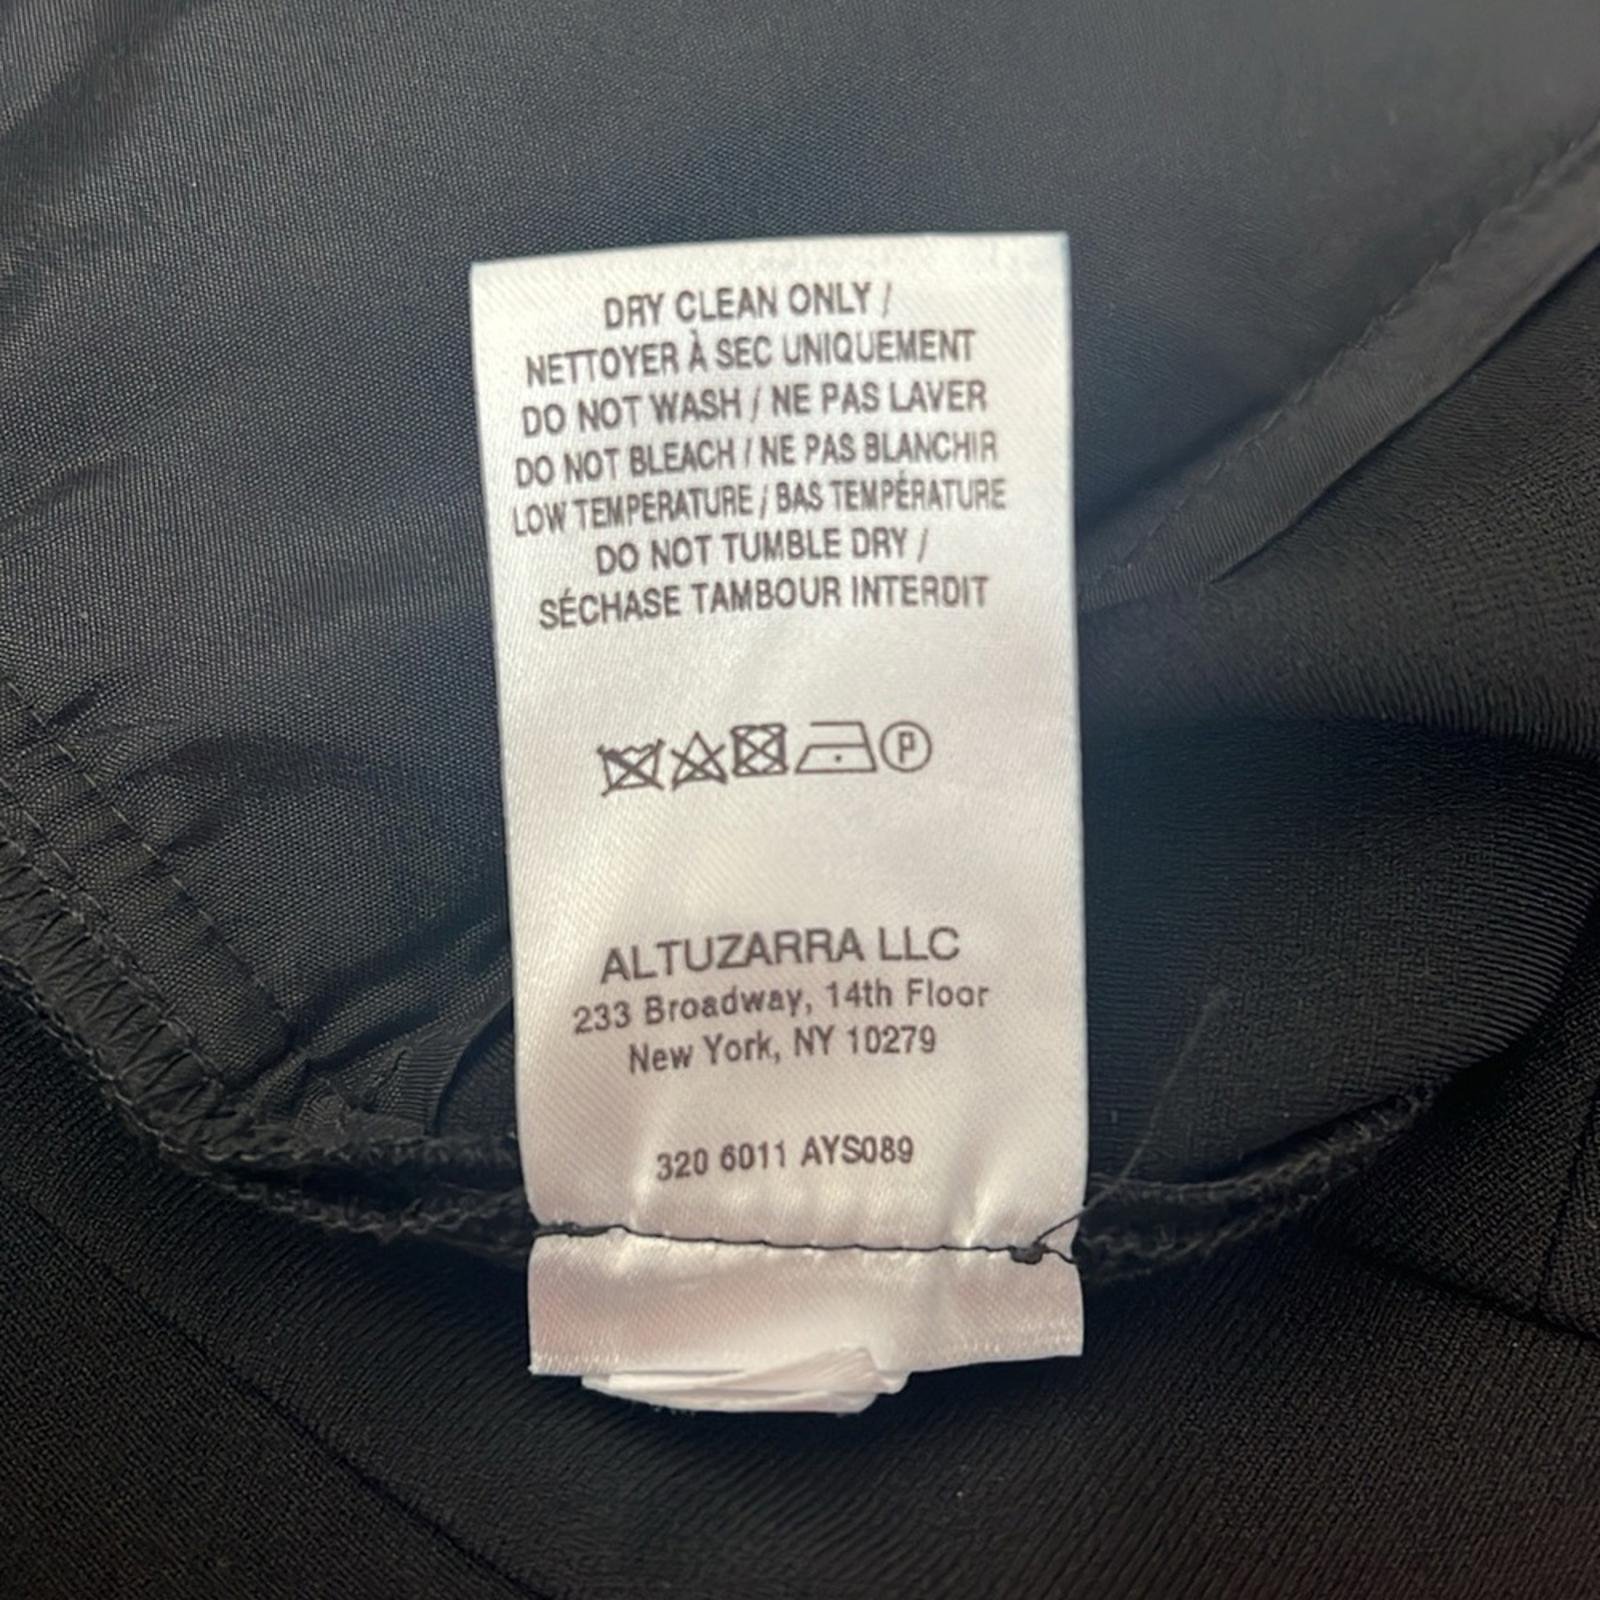 DRY CLEAN ONLY /
NETTOYER À SEC UNIQUEMENT
DO NOT WASH / NE PAS LAVER
DO NOT BLEACH / NE PAS BLANCHIR
LOW TEMPERATURE / BAS TEMPÉRATURE
DO NOT TUMBLE DRY /
SÉCHASE TAMBOUR INTERDIT
P
ALTUZARRA LLC
233 Broadway, 14th Floor
New York, NY 10279
320 6011 AYS089